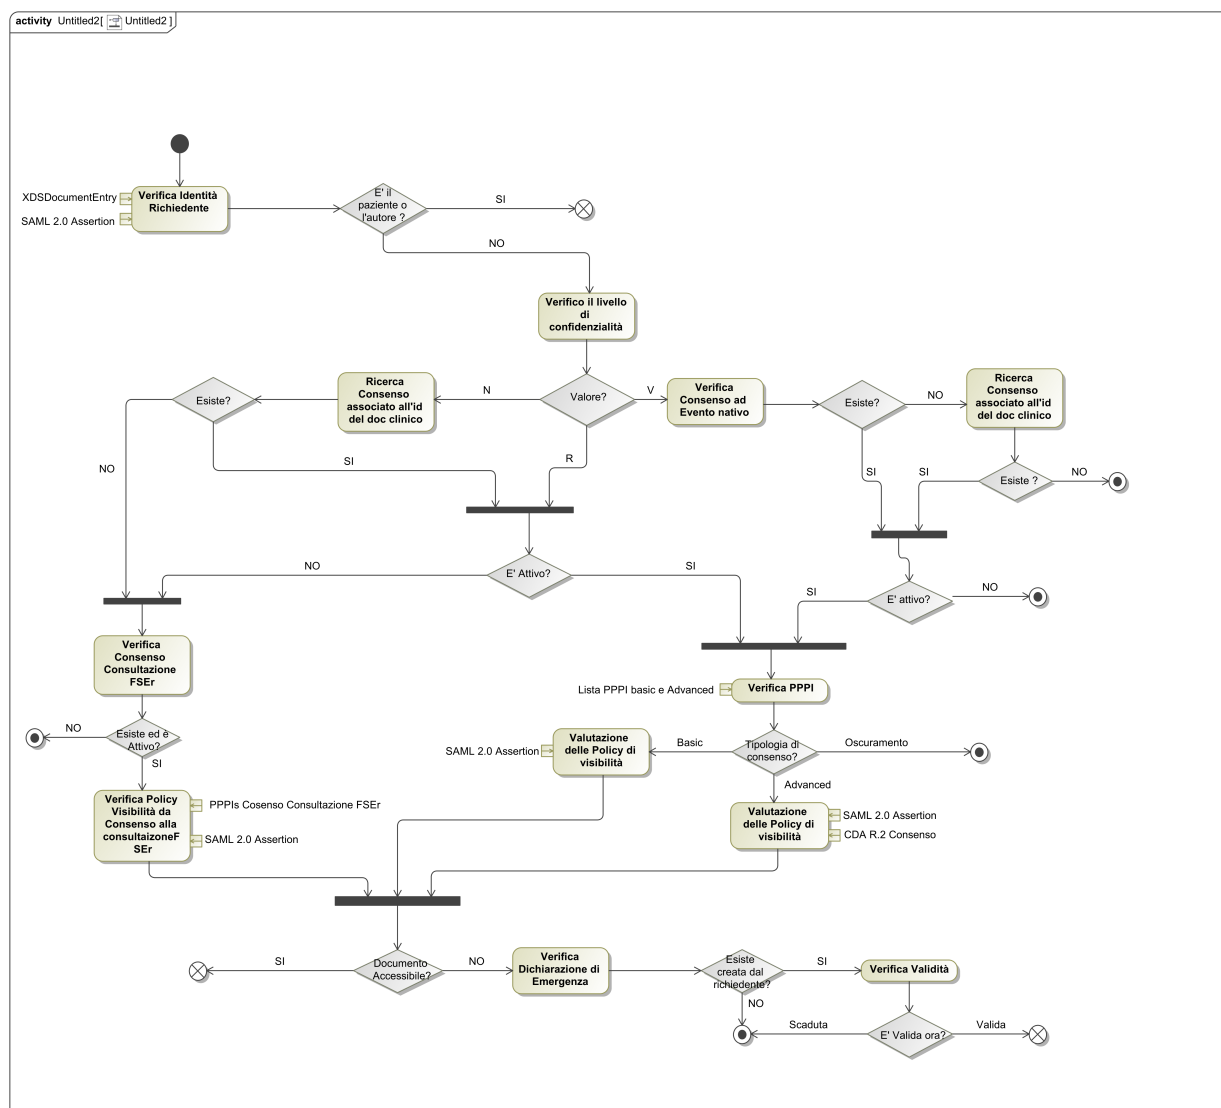 activity Untitled2[ Untitled2 ]
XDSDocumentEntry
SAML 2.0 Assertion
Verifica Identità
Richiedente
E' il
paziente o
l'autore ?
SI
NO
Verifico il livello
di
confidenzialità
Esiste?
Ricerca
Consenso
associato all'id
del doc clinico
N
Valore?
V
Verifica
Consenso ad
Evento nativo
Esiste?
NO
Ricerca
Consenso
associato all'id
del doc clinico
NO
SI
R
SI
SI
Esiste ?
NO
NO
E' Attivo?
SI
SI
E' attivo?
NO
Verifica
Consenso
Consultazione
FSEr
Lista PPPI basic e Advanced
Verifica PPPI
NO
Esiste ed è
Attivo?
SI
SAML 2.0 Assertion
Valutazione
delle Policy di
visibilità
Basic
Tipologia di
consenso?
Oscuramento
Advanced
Verifica Policy
Visibilità da
Consenso alla
consultaizoneF
SEr
PPPIs Cosenso Consultazione FSEr
SAML 2.0 Assertion
Valutazione
delle Policy di
visibilità
SAML 2.0 Assertion
CDA R.2 Consenso
SI
Documento
Accessibile?
NO
Verifica
Dichiarazione di
Emergenza
Esiste
creata dal
richiedente?
SI
Verifica Validità
NO
Scaduta
E' Valida ora?
Valida